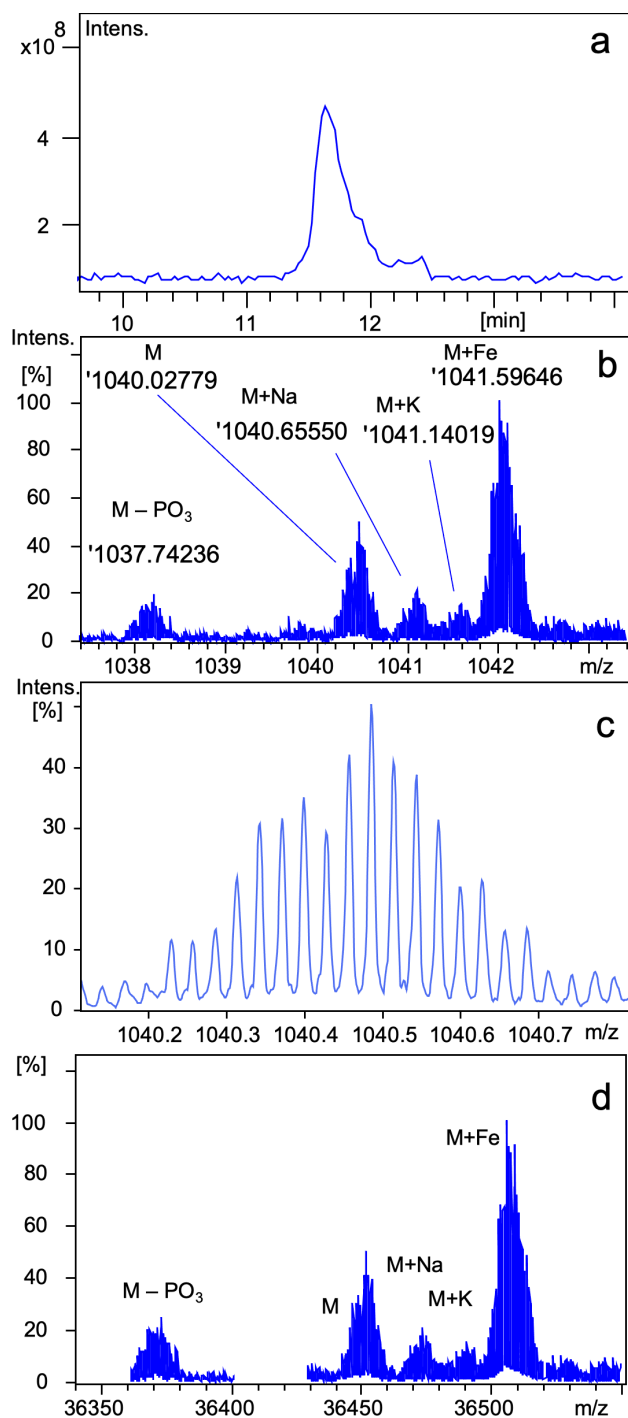 Intens.
x10⁸
a
4
2
10 11 12 [min]
Intens.
[%]
M
'1040.02779
M+Na
'1040.65550
M+K
'1041.14019
M+Fe
'1041.59646
b
M – PO₃
'1037.74236
100
80
60
40
20
0
1038 1039 1040 1041 1042 m/z
Intens.
[%]
c
40
30
20
10
0
1040.2 1040.3 1040.4 1040.5 1040.6 1040.7 m/z
[%]
d
100
80
60
40
20
0
M – PO₃
M
M+Na
M+K
M+Fe
36350 36400 36450 36500 m/z